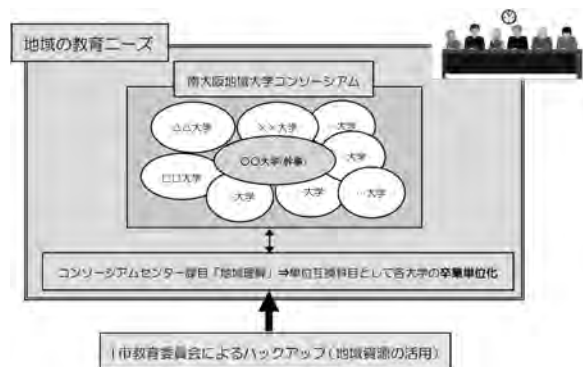 地域の教育ニーズ
南大阪地域大学コンソーシアム
△△大学
××大学
…大学
〇〇大学(幹事)
…大学
□□大学
…大学
…大学
…大学
コンソーシアムセンター科目「地域理解」⇒単位互換科目として各大学の卒業単位化
市教育委員会によるバックアップ(地域資源の活用)